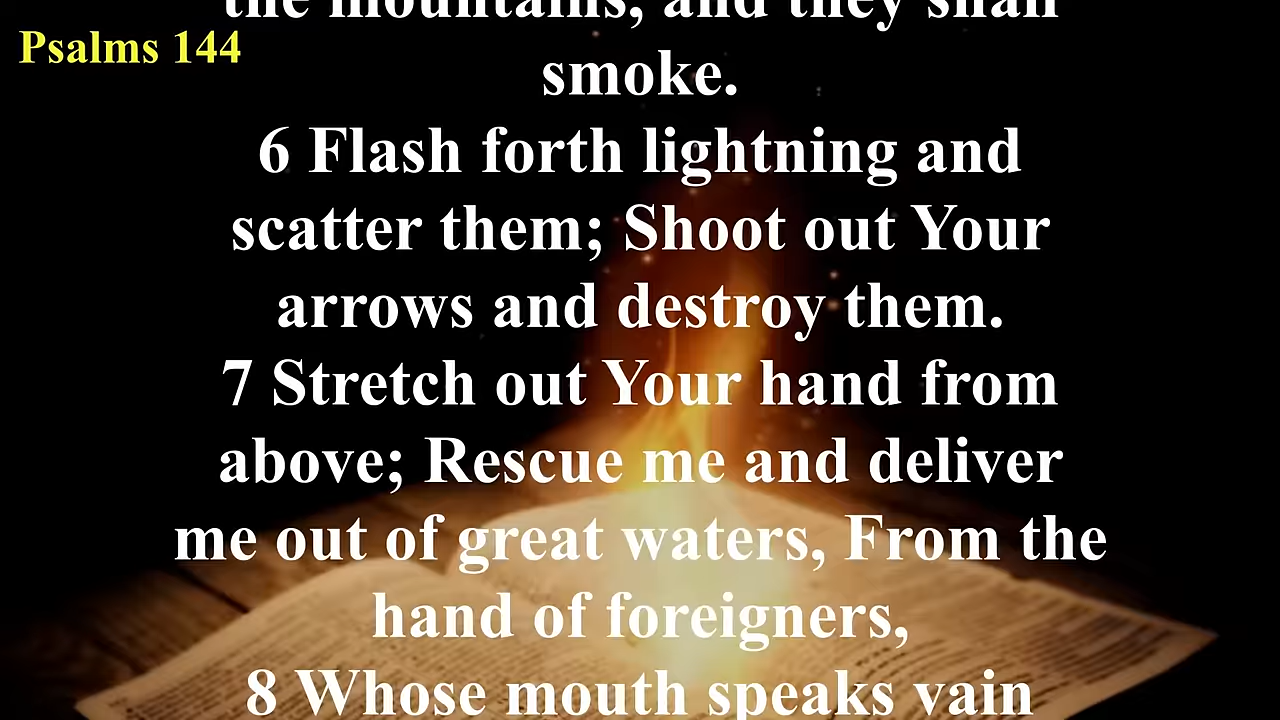 the mountains, and they shall
Psalms 144
smoke.
6 Flash forth lightning and
scatter them; Shoot out Your
arrows and destroy them.
7 Stretch out Your hand from
above; Rescue me and deliver
me out of great waters, From the
hand of foreigners,
8 Whose mouth speaks vain